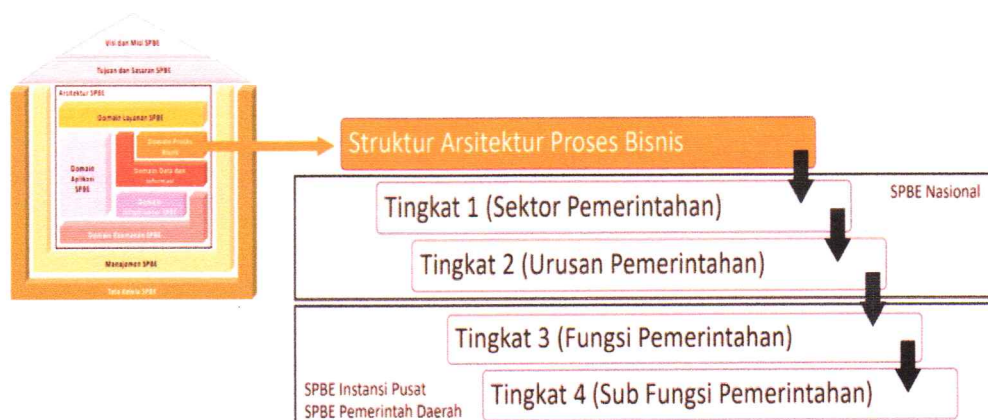 Visi dan Misi SPBE
Tujuan dan Sasaran SPBE
Arsitektur SPBE
Domain Layanan SPBE
Domain Proses
Bisnis
Domain
Aplikasi
SPBE
Domain Data dan
Informasi
Domain
Infrastruktur SPBE
Domain Keamanan SPBE
Manajemen SPBE
Tata Kelola SPBE
Struktur Arsitektur Proses Bisnis
Tingkat 1 (Sektor Pemerintahan)
SPBE Nasional
Tingkat 2 (Urusan Pemerintahan)
Tingkat 3 (Fungsi Pemerintahan)
SPBE Instansi Pusat
SPBE Pemerintah Daerah
Tingkat 4 (Sub Fungsi Pemerintahan)